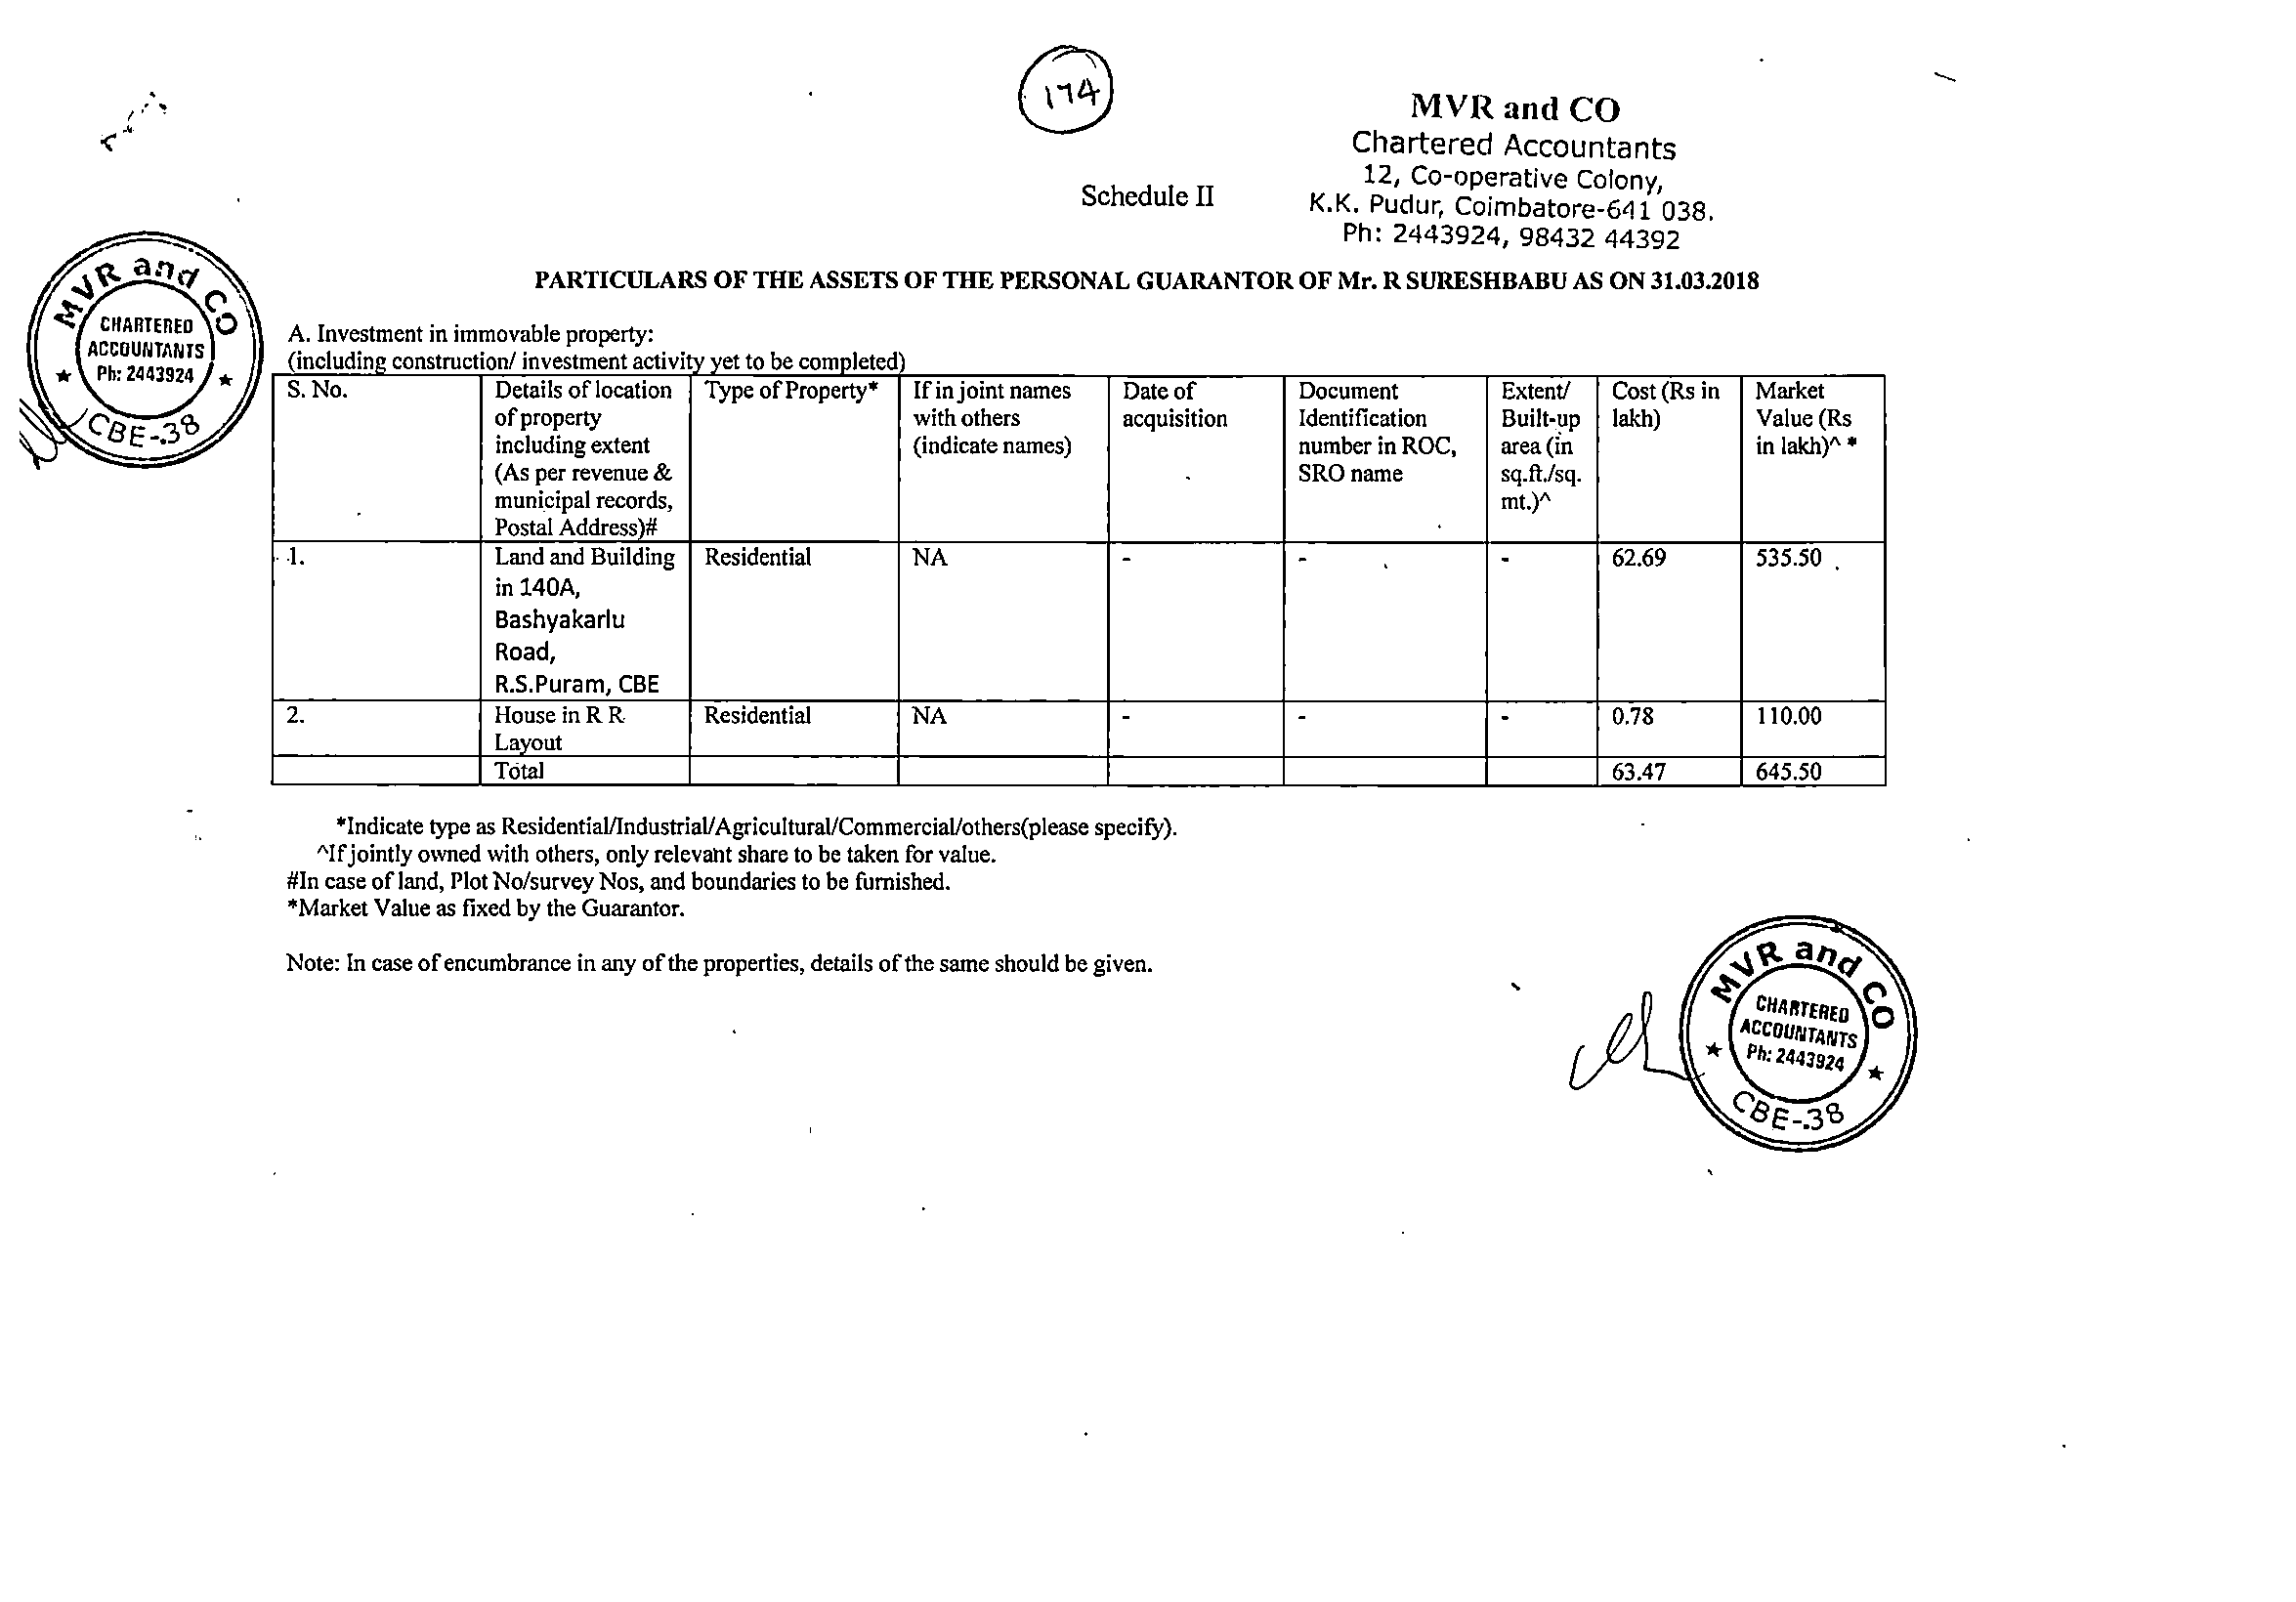 174
MVR and CO
Chartered Accountants
12, Co-operative Colony,
K.K. Pudur, Coimbatore-641 038.
Ph: 2443924, 98432 44392
Schedule II
MVR and CO
CHARTERED
ACCOUNTANTS
Ph: 2443924
CBE-38
PARTICULARS OF THE ASSETS OF THE PERSONAL GUARANTOR OF Mr. R SURESHBABU AS ON 31.03.2018
A. Investment in immovable property:
(including construction/ investment activity yet to be completed)
S. No. Details of location Type of Property* If in joint names Date of Document Extent/ Cost (Rs in Market
of property with others acquisition Identification Built-up lakh) Value (Rs
including extent (indicate names) number in ROC, area (in in lakh)^ *
(As per revenue & SRO name sq.ft./sq.
municipal records, mt.)^
Postal Address)#
1. Land and Building Residential NA - - - 62.69 535.50
in 140A,
Bashyakarlu
Road,
R.S.Puram, CBE
2. House in R R Residential NA - - - 0.78 110.00
Layout
Total 63.47 645.50
*Indicate type as Residential/Industrial/Agricultural/Commercial/others(please specify).
^If jointly owned with others, only relevant share to be taken for value.
#In case of land, Plot No/survey Nos, and boundaries to be furnished.
*Market Value as fixed by the Guarantor.
Note: In case of encumbrance in any of the properties, details of the same should be given.
MVR and CO
CHARTERED
ACCOUNTANTS
Ph: 2443924
CBE-38